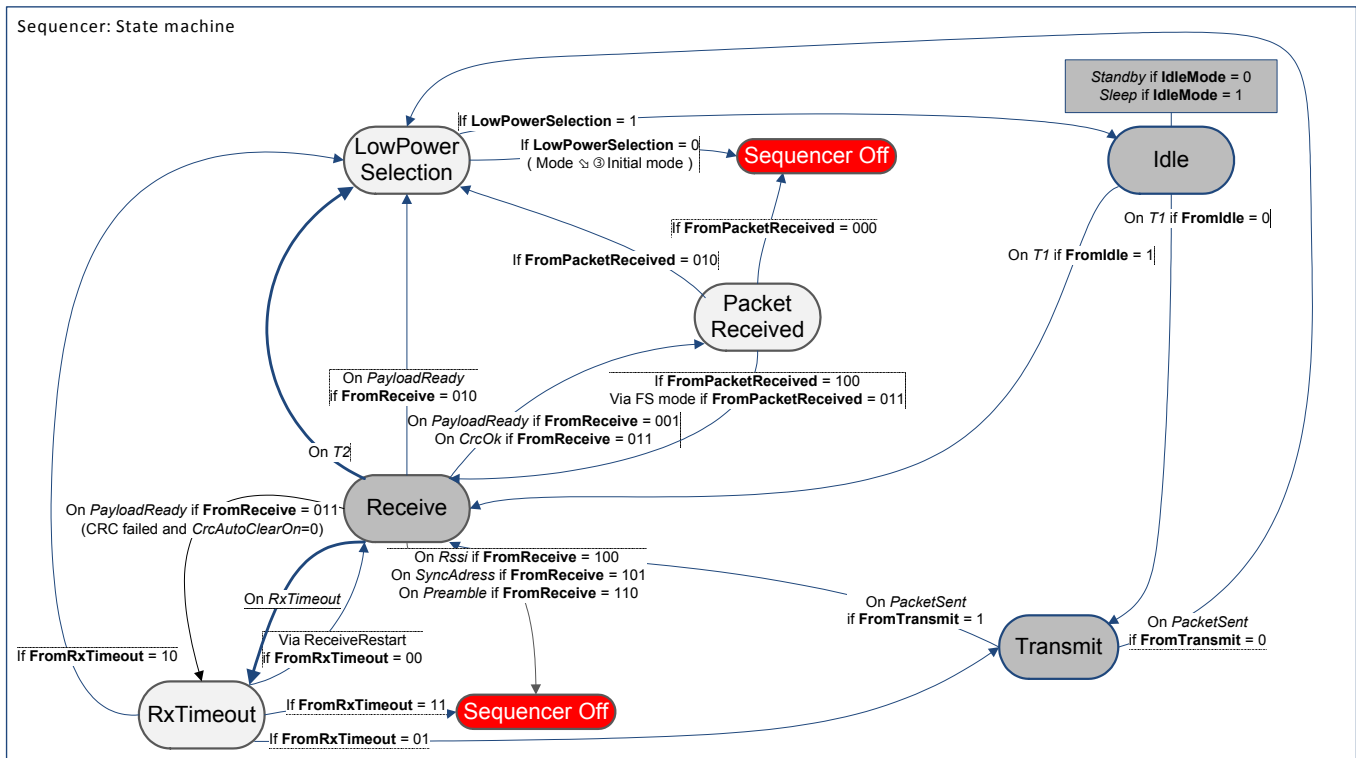 Sequencer: State machine
Standby if IdleMode = 0
Sleep if IdleMode = 1
If LowPowerSelection = 1
LowPower
Selection
If LowPowerSelection = 0
( Mode ⇘ ③ Initial mode )
Sequencer Off
Idle
On T1 if FromIdle = 0
If FromPacketReceived = 000
On T1 if FromIdle = 1
If FromPacketReceived = 010
Packet
Received
On PayloadReady
if FromReceive = 010
If FromPacketReceived = 100
Via FS mode if FromPacketReceived = 011
On PayloadReady if FromReceive = 001
On CrcOk if FromReceive = 011
On T2
Receive
On PayloadReady if FromReceive = 011
(CRC failed and CrcAutoClearOn=0)
On Rssi if FromReceive = 100
On SyncAdress if FromReceive = 101
On Preamble if FromReceive = 110
On RxTimeout
On PacketSent
if FromTransmit = 1
Transmit
On PacketSent
if FromTransmit = 0
Via ReceiveRestart
if FromRxTimeout = 00
If FromRxTimeout = 10
RxTimeout
If FromRxTimeout = 11
Sequencer Off
If FromRxTimeout = 01